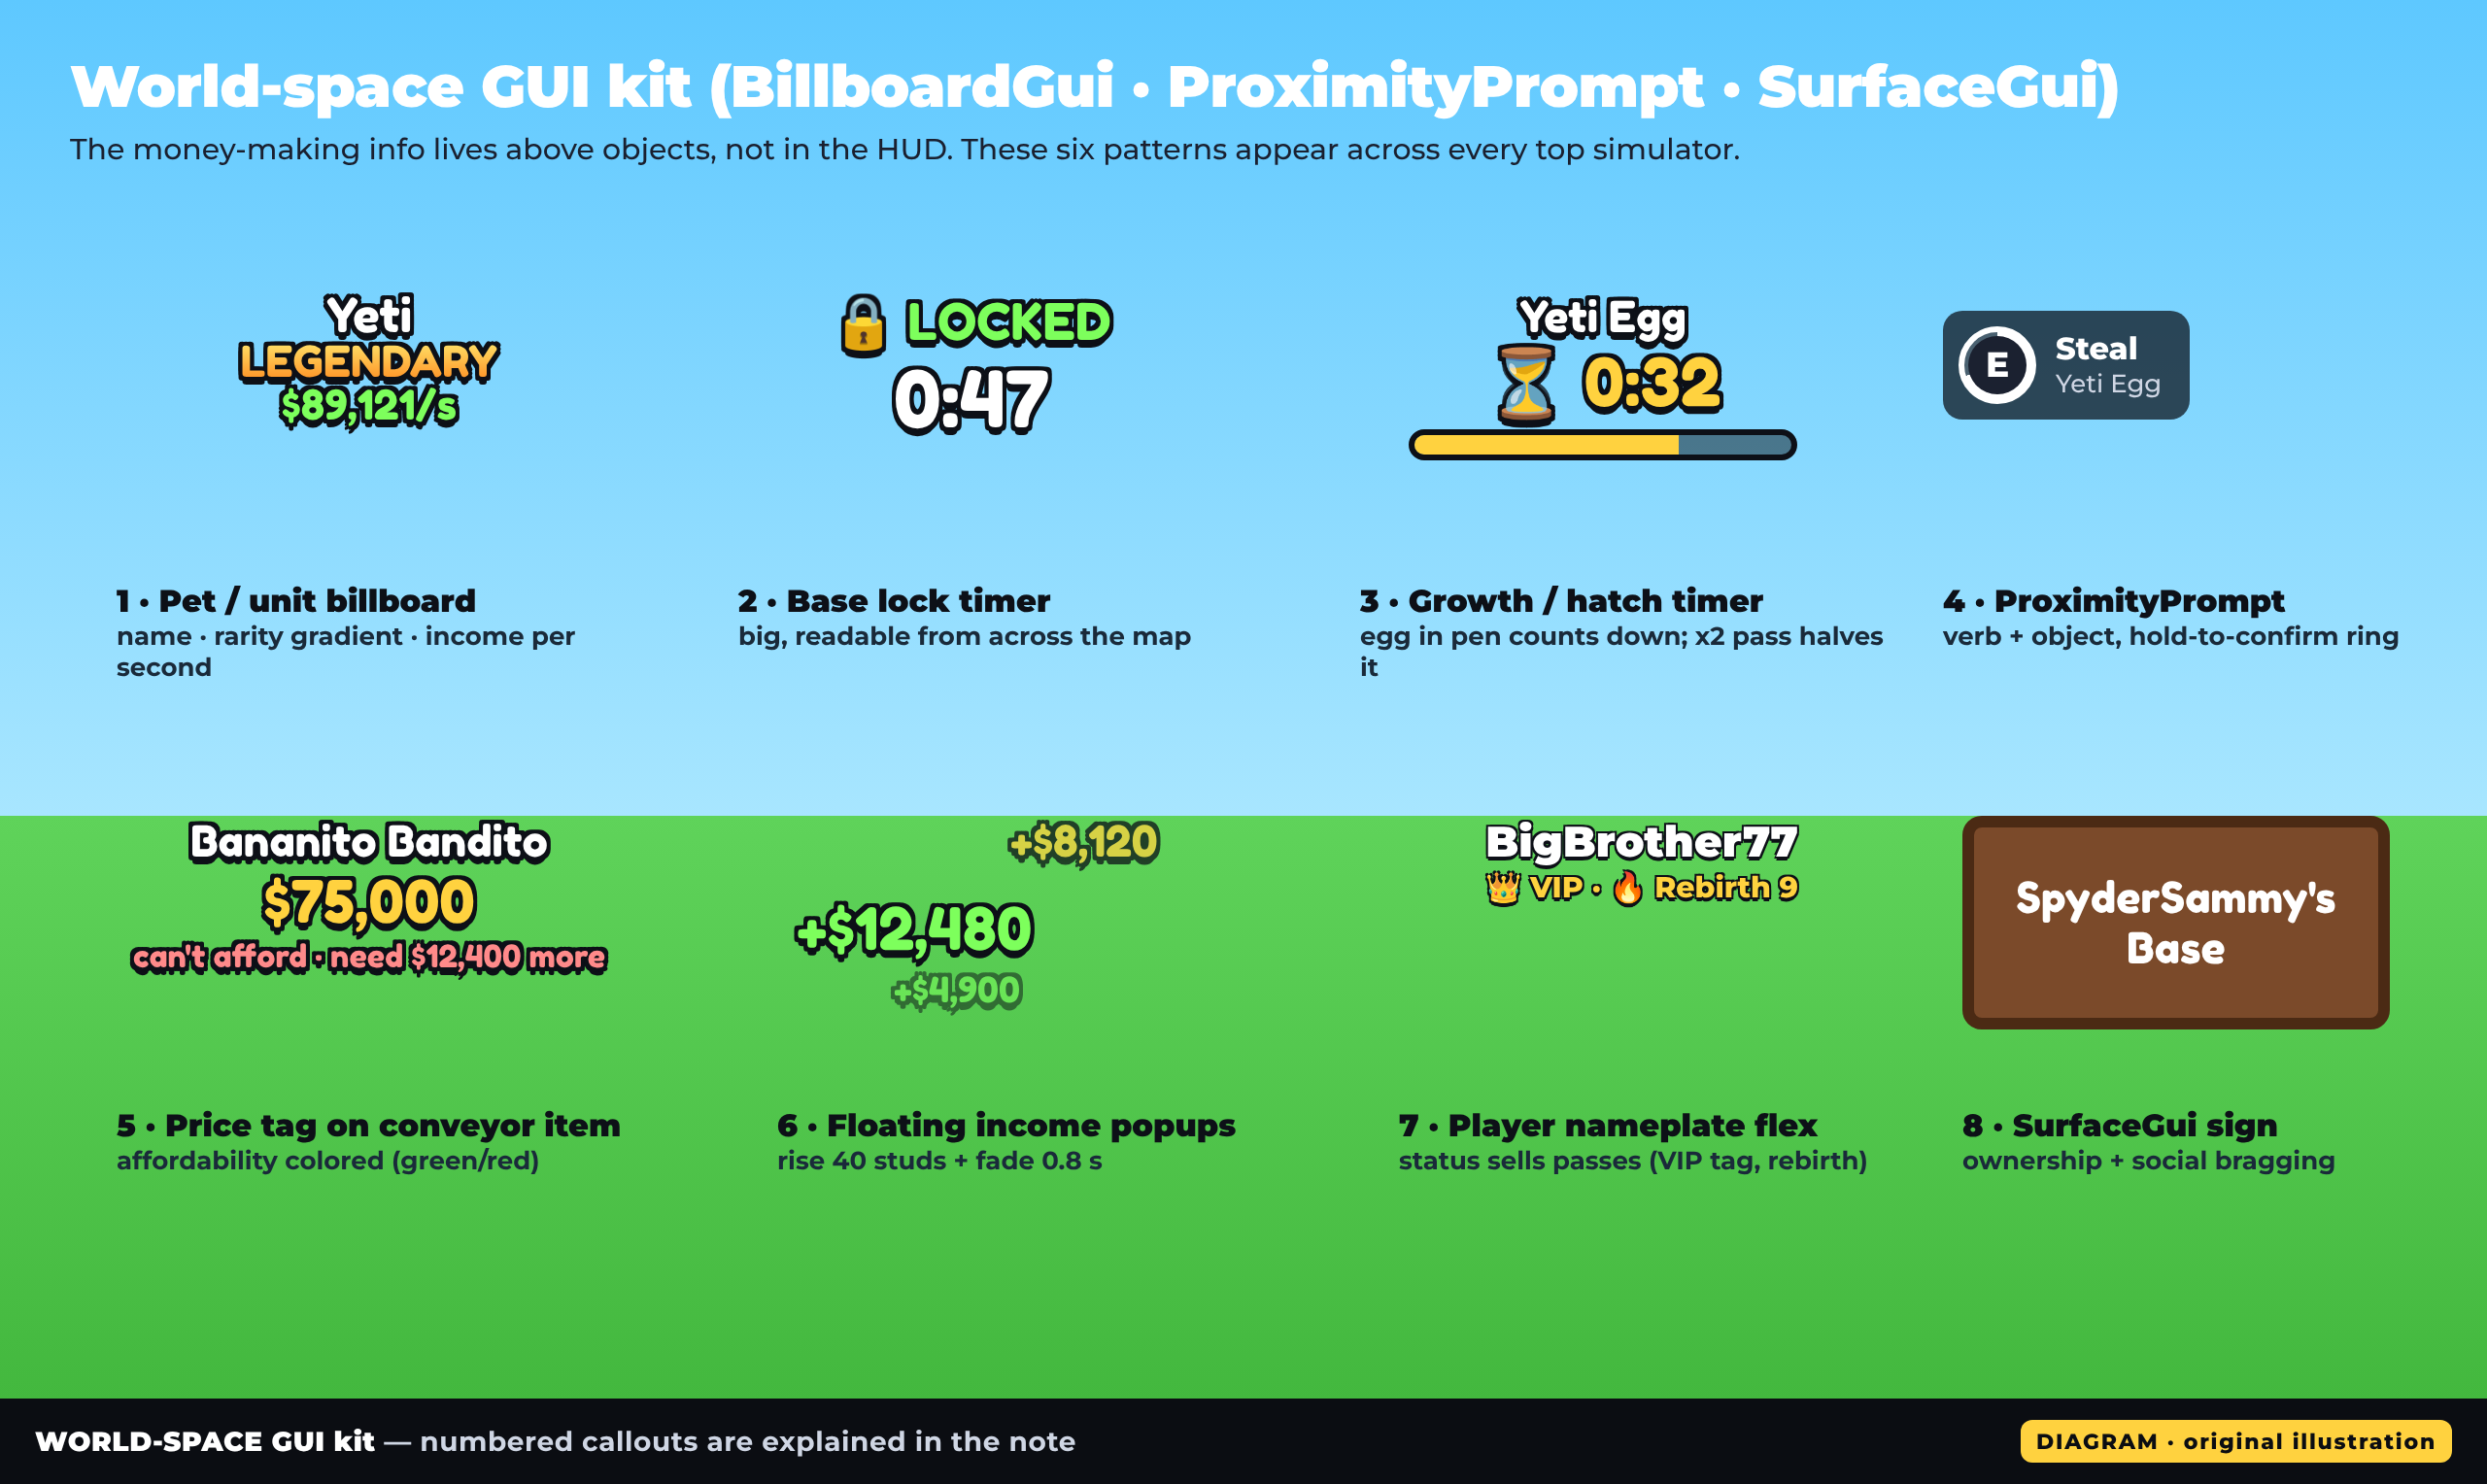 World-space GUI kit (BillboardGui · ProximityPrompt · SurfaceGui)
The money-making info lives above objects, not in the HUD. These six patterns appear across every top simulator.
Yeti
LEGENDARY
$89,121/s
🔒 LOCKED
0:47
Yeti Egg
⏳ 0:32
E
Steal
Yeti Egg
1 · Pet / unit billboard
name · rarity gradient · income per
second
2 · Base lock timer
big, readable from across the map
3 · Growth / hatch timer
egg in pen counts down; x2 pass halves
it
4 · ProximityPrompt
verb + object, hold-to-confirm ring
Bananito Bandito
$75,000
can't afford · need $12,400 more
+$8,120
+$12,480
+$4,900
BigBrother77
👑 VIP · 🔥 Rebirth 9
SpyderSammy's
Base
5 · Price tag on conveyor item
affordability colored (green/red)
6 · Floating income popups
rise 40 studs + fade 0.8 s
7 · Player nameplate flex
status sells passes (VIP tag, rebirth)
8 · SurfaceGui sign
ownership + social bragging
WORLD-SPACE GUI kit — numbered callouts are explained in the note
DIAGRAM · original illustration